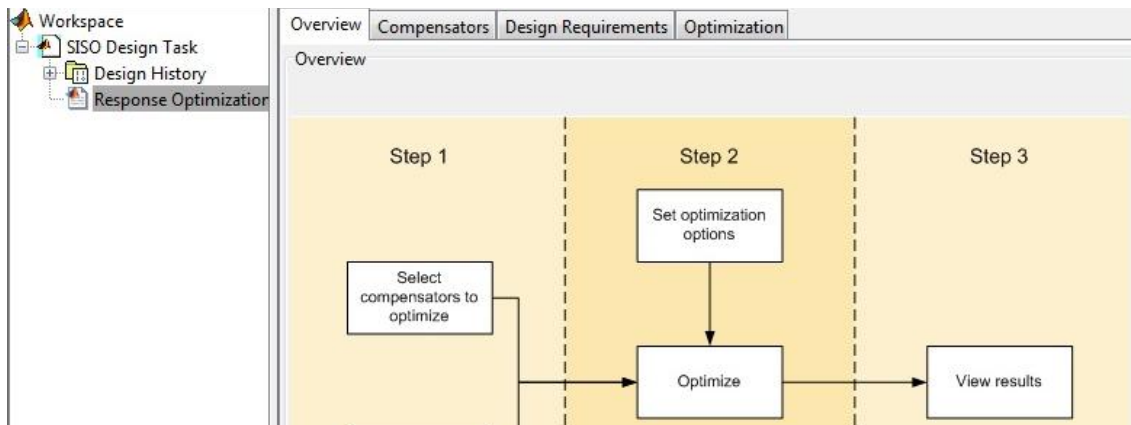 Workspace
SISO Design Task
Design History
Response Optimization
Overview Compensators Design Requirements Optimization
Overview
Step 1
Step 2
Step 3
Set optimization
options
Select
compensators to
optimize
Optimize
View results